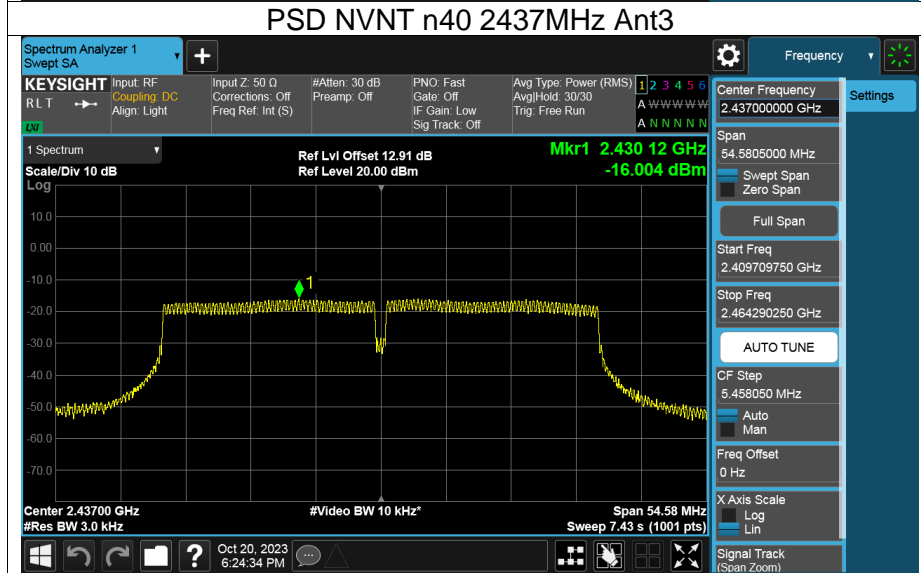 PSD NVNT n40 2437MHz Ant3
Spectrum Analyzer 1
Swept SA
+
Frequency
KEYSIGHT
RLT
LXI
Input: RF
Coupling: DC
Align: Light
Input Z: 50 Ω
Corrections: Off
Freq Ref: Int (S)
#Atten: 30 dB
Preamp: Off
PNO: Fast
Gate: Off
IF Gain: Low
Sig Track: Off
Avg Type: Power (RMS)
Avg|Hold: 30/30
Trig: Free Run
1 2 3 4 5 6
A W W W W W
A N N N N N
1 Spectrum
Scale/Div 10 dB
Ref Lvl Offset 12.91 dB
Ref Level 20.00 dBm
Mkr1 2.430 12 GHz
-16.004 dBm
Log
10.0
0.00
-10.0
-20.0
-30.0
-40.0
-50.0
-60.0
-70.0
1
Center 2.43700 GHz
#Res BW 3.0 kHz
#Video BW 10 kHz*
Span 54.58 MHz
Sweep 7.43 s (1001 pts)
Center Frequency
2.437000000 GHz
Settings
Span
54.5805000 MHz
Swept Span
Zero Span
Full Span
Start Freq
2.409709750 GHz
Stop Freq
2.464290250 GHz
AUTO TUNE
CF Step
5.458050 MHz
Auto
Man
Freq Offset
0 Hz
X Axis Scale
Log
Lin
Signal Track
(Span Zoom)
?
Oct 20, 2023
6:24:34 PM